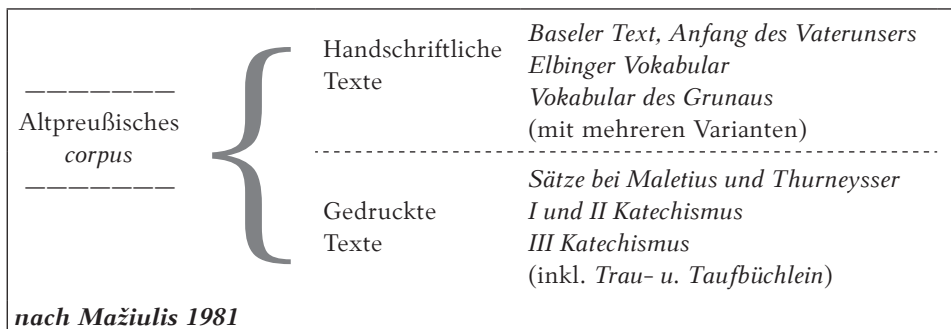 Altpreußisches
corpus
Handschriftliche
Texte
Baseler Text, Anfang des Vaterunsers
Elbinger Vokabular
Vokabular des Grunaus
(mit mehreren Varianten)
Gedruckte
Texte
Sätze bei Maletius und Thurneysser
I und II Katechismus
III Katechismus
(inkl. Trau- u. Taufbüchlein)
nach Mažiulis 1981